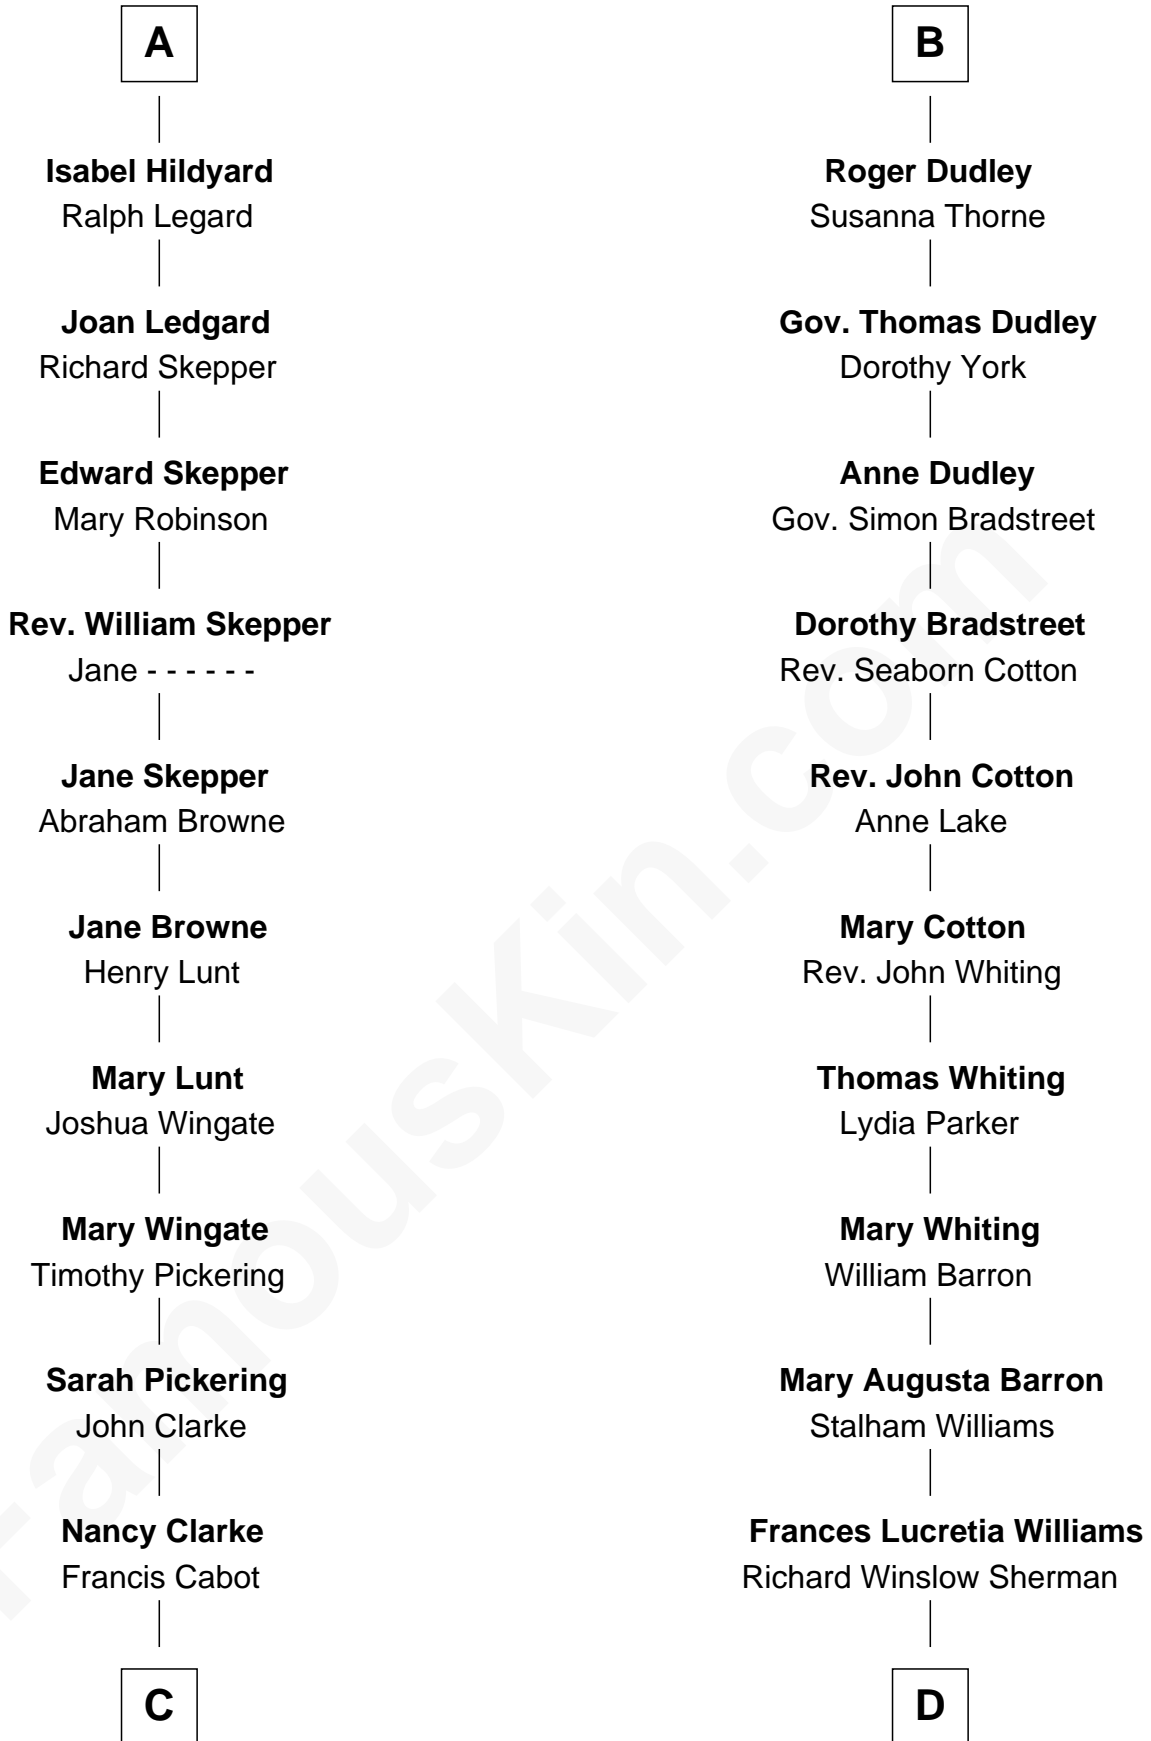 A
Isabel Hildyard
Ralph Legard
Joan Ledgard
Richard Skepper
Edward Skepper
Mary Robinson
Rev. William Skepper
Jane - - - - - -
Jane Skepper
Abraham Browne
Jane Browne
Henry Lunt
Mary Lunt
Joshua Wingate
Mary Wingate
Timothy Pickering
Sarah Pickering
John Clarke
Nancy Clarke
Francis Cabot
C
B
Roger Dudley
Susanna Thorne
Gov. Thomas Dudley
Dorothy York
Anne Dudley
Gov. Simon Bradstreet
Dorothy Bradstreet
Rev. Seaborn Cotton
Rev. John Cotton
Anne Lake
Mary Cotton
Rev. John Whiting
Thomas Whiting
Lydia Parker
Mary Whiting
William Barron
Mary Augusta Barron
Stalham Williams
Frances Lucretia Williams
Richard Winslow Sherman
D
FamousKin.com